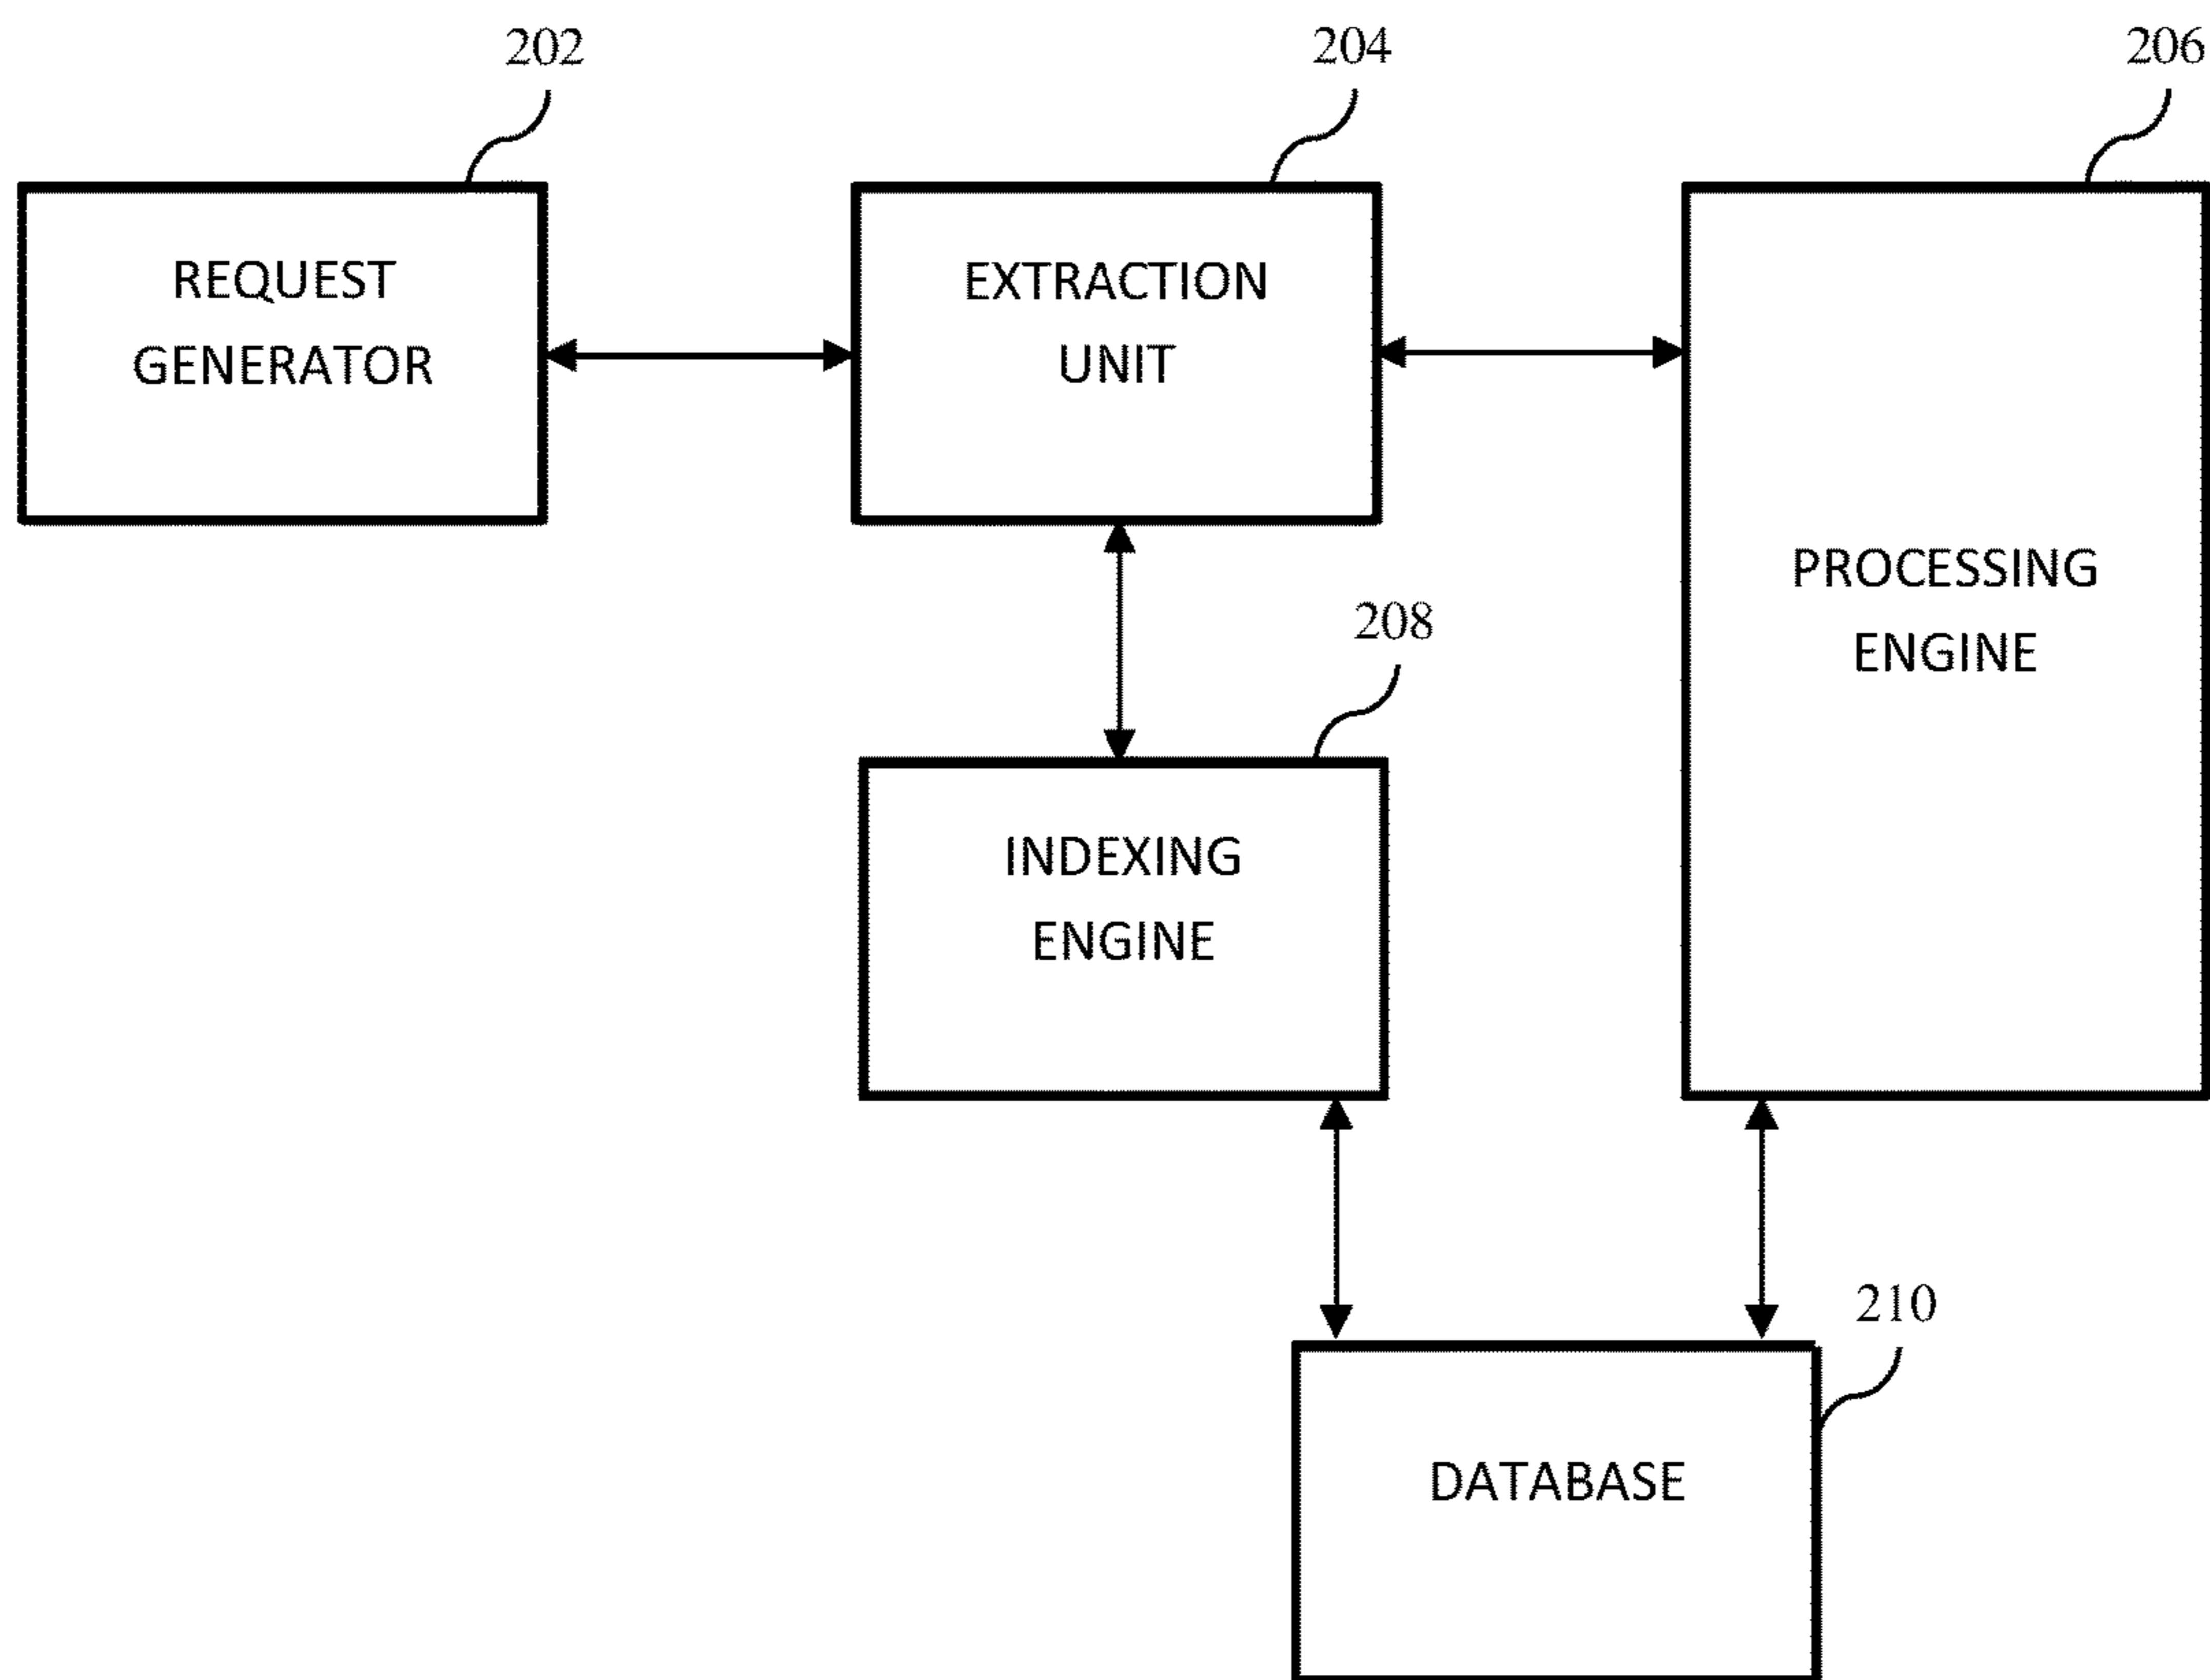 202
204
206
REQUEST
GENERATOR
EXTRACTION
UNIT
PROCESSING
ENGINE
208
INDEXING
ENGINE
210
DATABASE